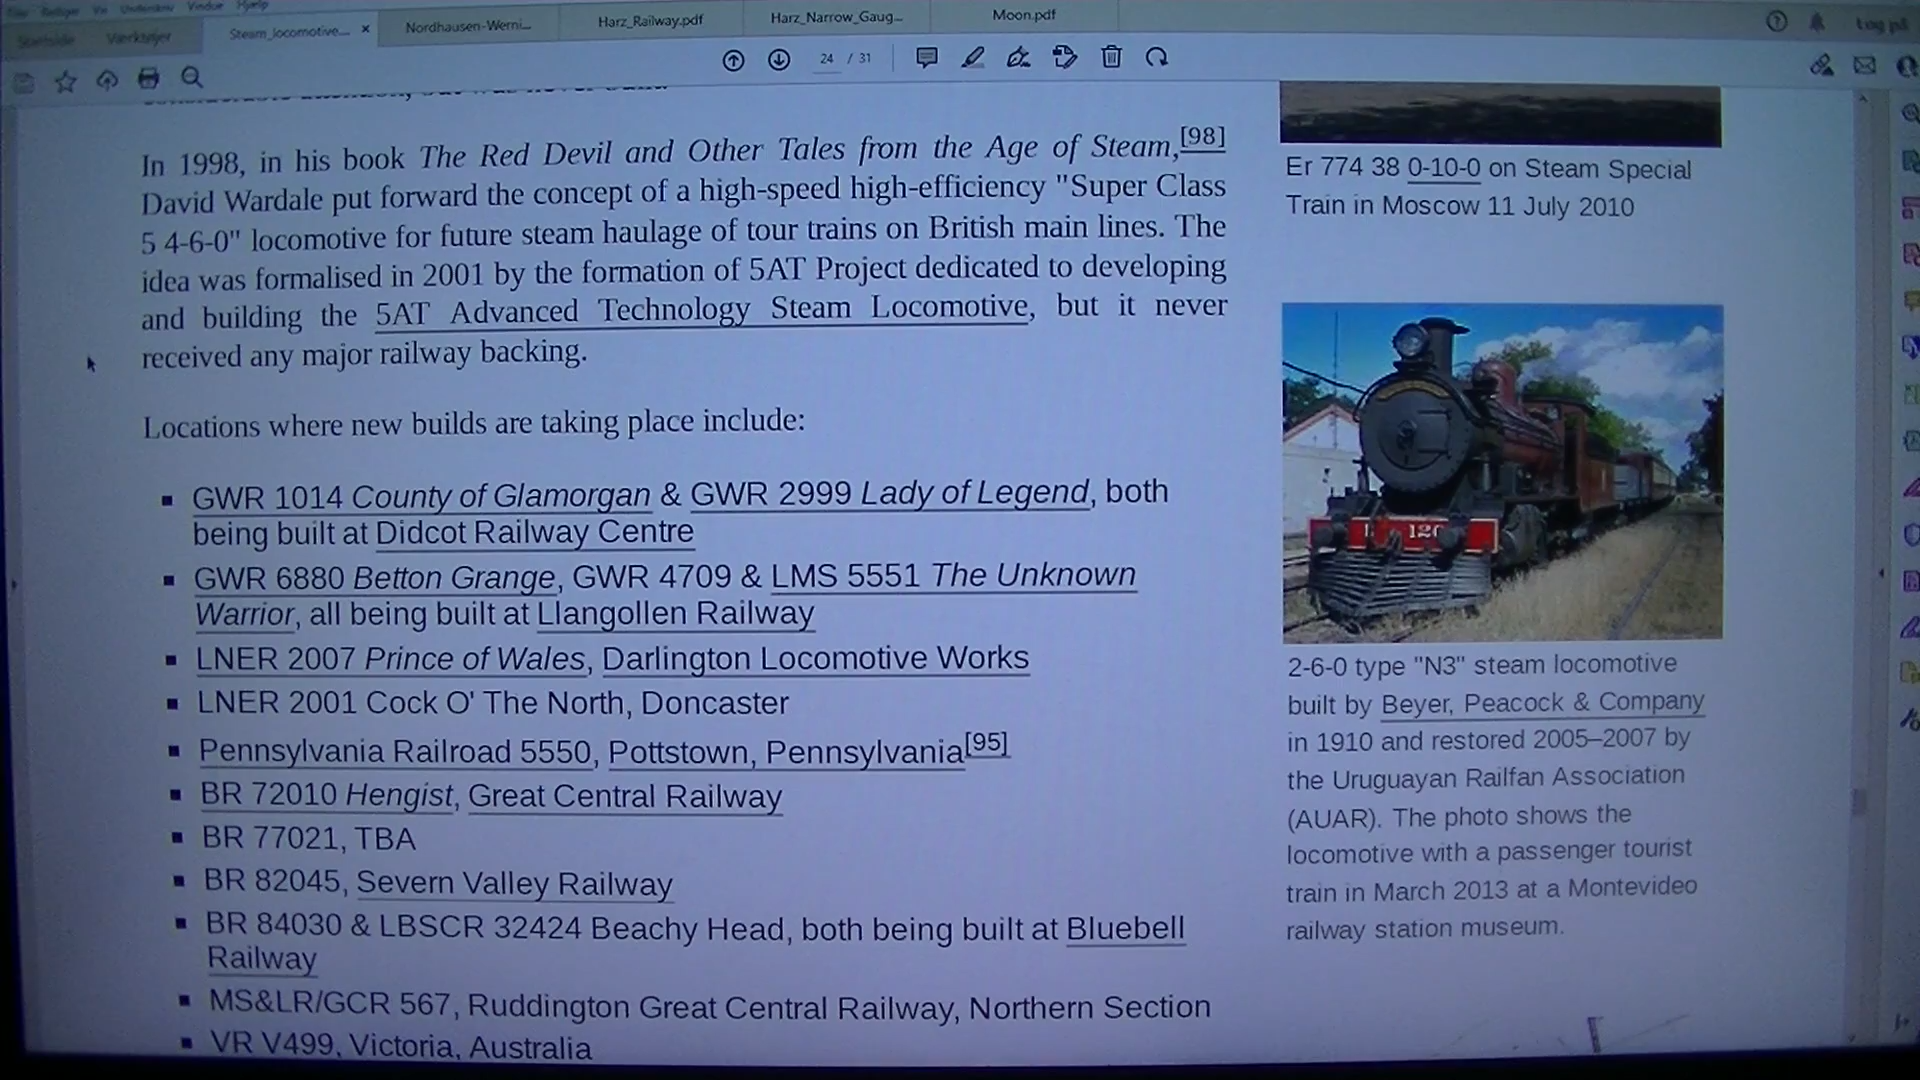 Vis
Vindue
Hjælp
Startside
Værktøjer
Steam_locomotive...
Nordhausen-Werni...
Harz_Railway.pdf
Harz_Narrow_Gaug...
Moon.pdf
Log på
24 / 31
In 1998, in his book The Red Devil and Other Tales from the Age of Steam,[98]
David Wardale put forward the concept of a high-speed high-efficiency "Super Class
5 4-6-0" locomotive for future steam haulage of tour trains on British main lines. The
idea was formalised in 2001 by the formation of 5AT Project dedicated to developing
and building the 5AT Advanced Technology Steam Locomotive, but it never
received any major railway backing.
Locations where new builds are taking place include:
GWR 1014 County of Glamorgan & GWR 2999 Lady of Legend, both
being built at Didcot Railway Centre
GWR 6880 Betton Grange, GWR 4709 & LMS 5551 The Unknown
Warrior, all being built at Llangollen Railway
LNER 2007 Prince of Wales, Darlington Locomotive Works
LNER 2001 Cock O' The North, Doncaster
Pennsylvania Railroad 5550, Pottstown, Pennsylvania[95]
BR 72010 Hengist, Great Central Railway
BR 77021, TBA
BR 82045, Severn Valley Railway
BR 84030 & LBSCR 32424 Beachy Head, both being built at Bluebell
Railway
MS&LR/GCR 567, Ruddington Great Central Railway, Northern Section
VR V499, Victoria, Australia
Er 774 38 0-10-0 on Steam Special
Train in Moscow 11 July 2010
120
2-6-0 type "N3" steam locomotive
built by Beyer, Peacock & Company
in 1910 and restored 2005–2007 by
the Uruguayan Railfan Association
(AUAR). The photo shows the
locomotive with a passenger tourist
train in March 2013 at a Montevideo
railway station museum.